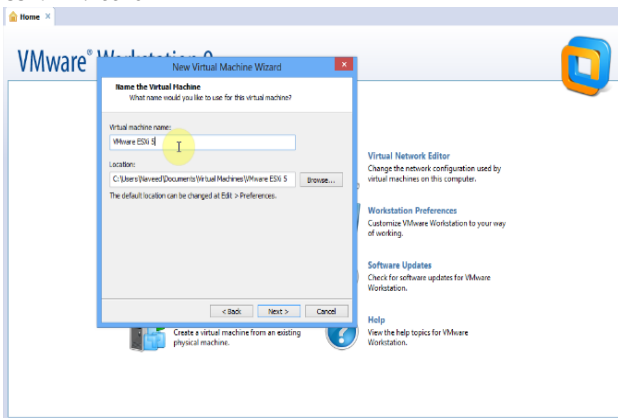 Home ×
VMware® Workstation 9
New Virtual Machine Wizard
×
Name the Virtual Machine
What name would you like to use for this virtual machine?
Virtual machine name:
VMware ESXi 5
Location:
C:\Users\Naveed\Documents\Virtual Machines\VMware ESXi 5
Browse...
The default location can be changed at Edit > Preferences.
< Back
Next >
Cancel
Create a virtual machine from an existing
physical machine.
Virtual Network Editor
Change the network configuration used by
virtual machines on this computer.
Workstation Preferences
Customize VMware Workstation to your way
of working.
Software Updates
Check for software updates for VMware
Workstation.
Help
View the help topics for VMware
Workstation.